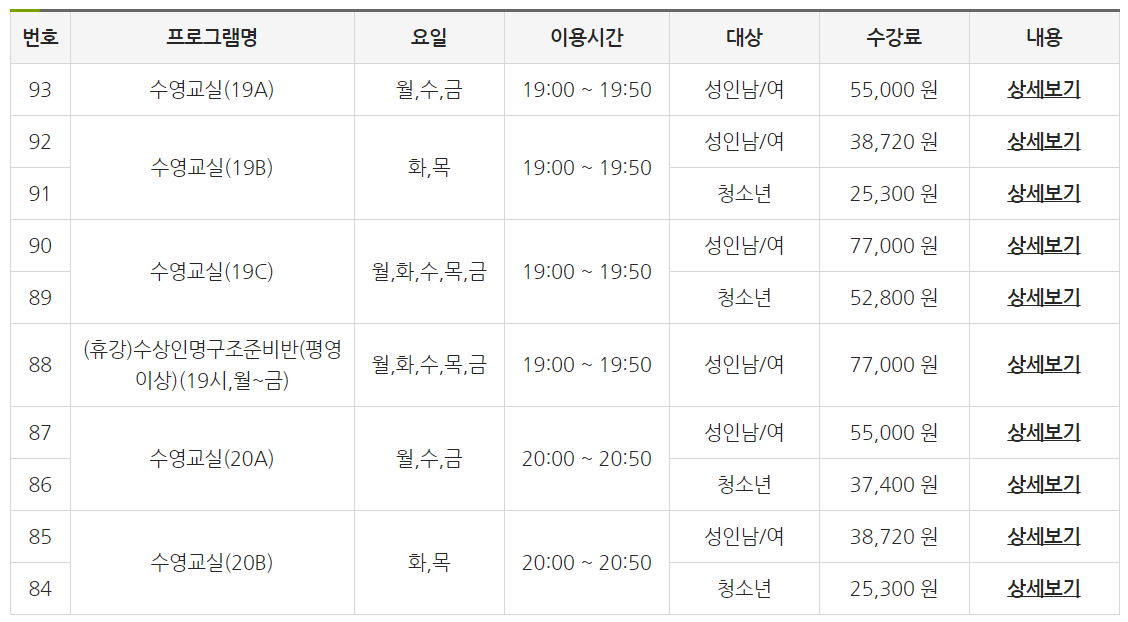 번호 프로그램명 요일 이용시간 대상 수강료 내용
93 수영교실(19A) 월,수,금 19:00 ~ 19:50 성인남/여 55,000 원 상세보기
92 수영교실(19B) 화,목 19:00 ~ 19:50 성인남/여 38,720 원 상세보기
91 청소년 25,300 원 상세보기
90 수영교실(19C) 월,화,수,목,금 19:00 ~ 19:50 성인남/여 77,000 원 상세보기
89 청소년 52,800 원 상세보기
88 (휴강)수상인명구조준비반(평영
이상)(19시,월~금) 월,화,수,목,금 19:00 ~ 19:50 성인남/여 77,000 원 상세보기
87 수영교실(20A) 월,수,금 20:00 ~ 20:50 성인남/여 55,000 원 상세보기
86 청소년 37,400 원 상세보기
85 수영교실(20B) 화,목 20:00 ~ 20:50 성인남/여 38,720 원 상세보기
84 청소년 25,300 원 상세보기